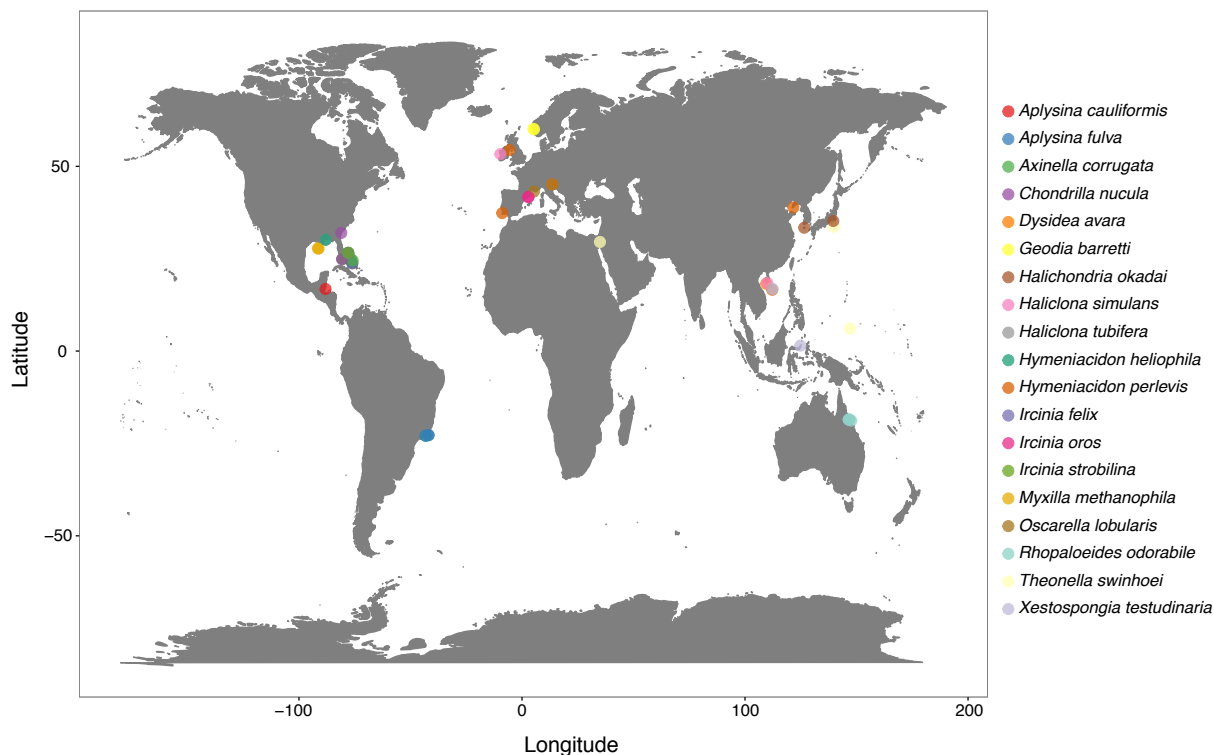 Latitude
50
0
−50
−100
0
100
200
Longitude
Aplysina cauliformis
Aplysina fulva
Axinella corrugata
Chondrilla nucula
Dysidea avara
Geodia barretti
Halichondria okadai
Haliclona simulans
Haliclona tubifera
Hymeniacidon heliophila
Hymeniacidon perlevis
Ircinia felix
Ircinia oros
Ircinia strobilina
Myxilla methanophila
Oscarella lobularis
Rhopaloeides odorabile
Theonella swinhoei
Xestospongia testudinaria